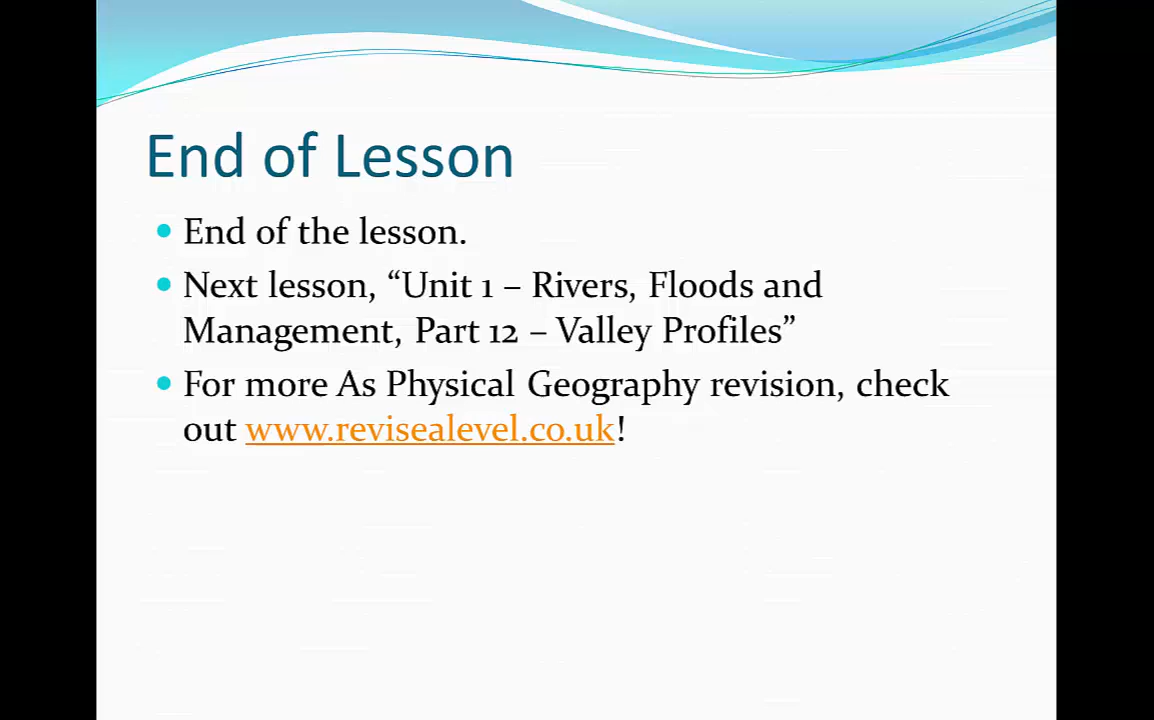 End of Lesson
End of the lesson.
Next lesson, “Unit 1 – Rivers, Floods and
Management, Part 12 – Valley Profiles”
For more As Physical Geography revision, check
out www.revisealevel.co.uk!